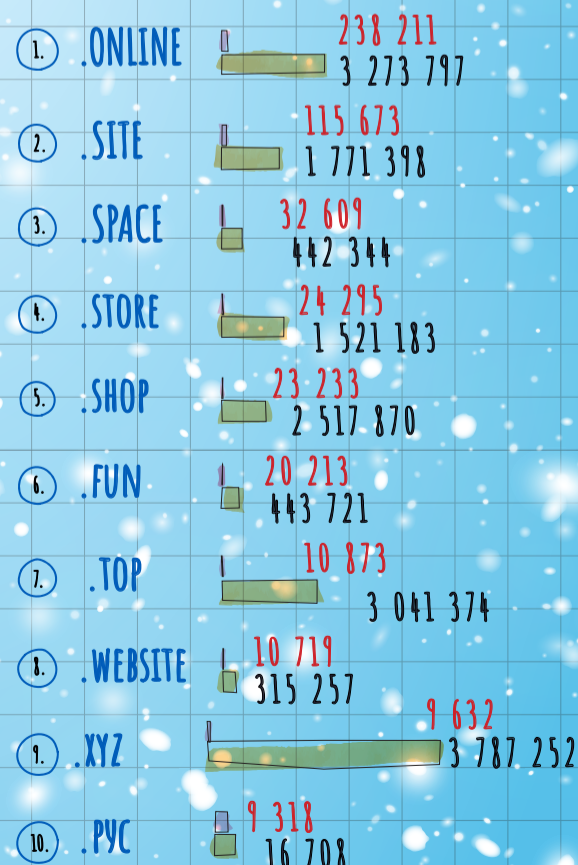 238 211
1. .ONLINE
3 273 797
115 673
2. .SITE
1 771 398
32 609
3. .SPACE
442 344
24 295
4. .STORE
1 521 183
23 233
5. .SHOP
2 517 870
20 213
6. .FUN
443 721
10 873
7. .TOP
3 041 374
10 719
8. .WEBSITE
315 257
9 632
9. .XYZ
3 787 252
9 318
10. .РУС
16 708